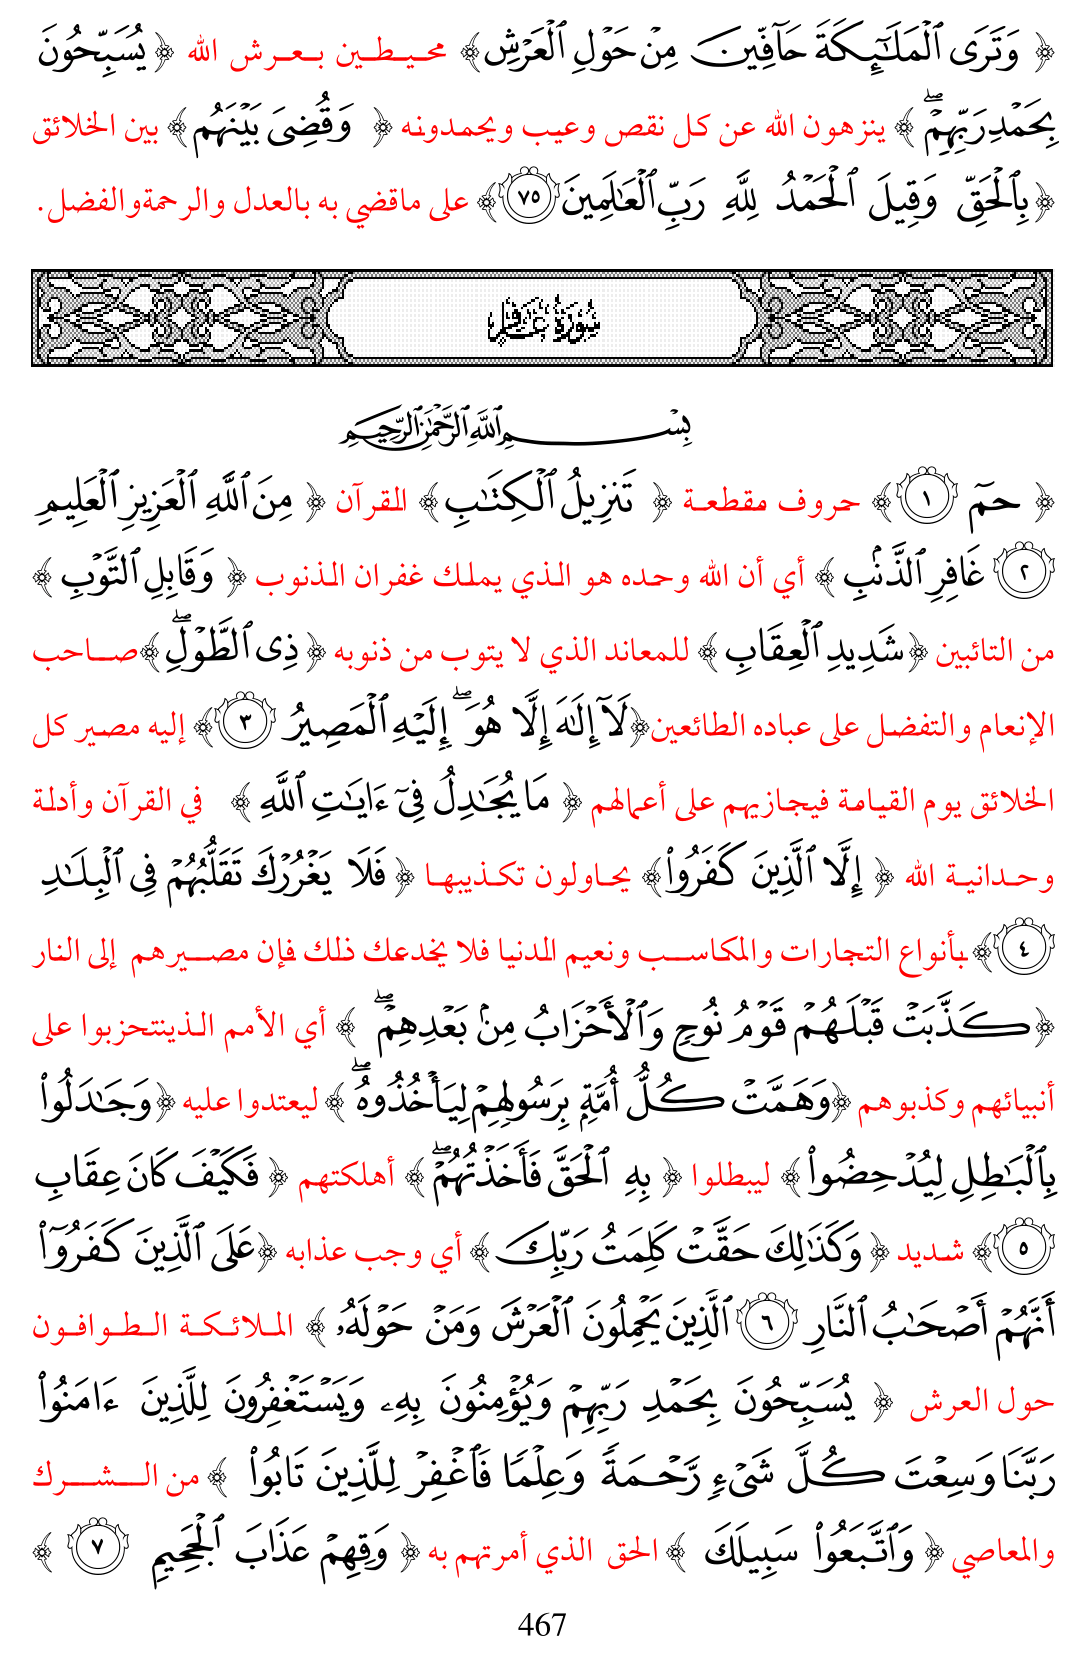 ﴿ وَتَرَى ٱلْمَلَـٰٓئِكَةَ حَآفِّينَ مِنْ حَوْلِ ٱلْعَرْشِ﴾ محيطين بعرش الله ﴿ يُسَبِّحُونَ
بِحَمْدِ رَبِّهِمْ ۖ ﴾ ينزهون الله عن كل نقص وعيب ويحمدونه ﴿ وَقُضِىَ بَيْنَهُم ﴾ بين الخلائق
﴿بِٱلْحَقِّ وَقِيلَ ٱلْحَمْدُ لِلَّهِ رَبِّ ٱلْعَـٰلَمِينَ ٧٥﴾ على ماقضي به بالعدل والرحمةوالفضل.
سُورَةُ غَافِرٍ
بِسْمِ ٱللَّهِ ٱلرَّحْمَـٰنِ ٱلرَّحِيمِ
﴿ حمٓ ١﴾ حروف مقطعة ﴿ تَنزِيلُ ٱلْكِتَـٰبِ﴾ القرآن ﴿ مِنَ ٱللَّهِ ٱلْعَزِيزِ ٱلْعَلِيمِ
٢ غَافِرِ ٱلذَّنۢبِ ﴾ أي أن الله وحده هو الذي يملك غفران الذنوب ﴿ وَقَابِلِ ٱلتَّوْبِ ﴾
من التائبين ﴿شَدِيدِ ٱلْعِقَابِ ﴾ للمعاند الذي لا يتوب من ذنوبه ﴿ ذِى ٱلطَّوْلِ ۖ ﴾صاحب
الإنعام والتفضل على عباده الطائعين﴿لَآ إِلَـٰهَ إِلَّا هُوَ ۖ إِلَيْهِ ٱلْمَصِيرُ ٣﴾ إليه مصير كل
الخلائق يوم القيامة فيجازيهم على أعمالهم ﴿ مَا يُجَـٰدِلُ فِىٓ ءَايَـٰتِ ٱللَّهِ ﴾ في القرآن وأدلة
وحدانية الله ﴿ إِلَّا ٱلَّذِينَ كَفَرُوا۟﴾ يحاولون تكذيبها ﴿ فَلَا يَغْرُرْكَ تَقَلُّبُهُمْ فِى ٱلْبِلَـٰدِ
٤﴾ بأنواع التجارات والمكاسب ونعيم الدنيا فلا يخدعك ذلك فإن مصيرهم إلى النار
﴿كَذَّبَتْ قَبْلَهُمْ قَوْمُ نُوحٍ وَٱلْأَحْزَابُ مِنۢ بَعْدِهِمْ ۖ ﴾ أي الأمم الذينتحزبوا على
أنبيائهم وكذبوهم ﴿وَهَمَّتْ كُلُّ أُمَّةٍۭ بِرَسُولِهِمْ لِيَأْخُذُوهُ ۖ ﴾ ليعتدوا عليه ﴿وَجَـٰدَلُوا۟
بِٱلْبَـٰطِلِ لِيُدْحِضُوا۟ ﴾ ليبطلوا ﴿ بِهِ ٱلْحَقَّ فَأَخَذْتُهُمْ ۖ﴾ أهلكتهم ﴿ فَكَيْفَ كَانَ عِقَابِ
٥﴾ شديد ﴿ وَكَذَٰلِكَ حَقَّتْ كَلِمَتُ رَبِّكَ ﴾ أي وجب عذابه ﴿عَلَى ٱلَّذِينَ كَفَرُوٓا۟
أَنَّهُمْ أَصْحَـٰبُ ٱلنَّارِ ٦ ٱلَّذِينَ يَحْمِلُونَ ٱلْعَرْشَ وَمَنْ حَوْلَهُۥ ﴾ الملائكة الطوافون
حول العرش ﴿ يُسَبِّحُونَ بِحَمْدِ رَبِّهِمْ وَيُؤْمِنُونَ بِهِۦ وَيَسْتَغْفِرُونَ لِلَّذِينَ ءَامَنُوا۟
رَبَّنَا وَسِعْتَ كُلَّ شَىْءٍ رَّحْمَةً وَعِلْمًا فَٱغْفِرْ لِلَّذِينَ تَابُوا۟ ﴾ من الشرك
والمعاصي ﴿ وَٱتَّبَعُوا۟ سَبِيلَكَ ﴾ الحق الذي أمرتهم به ﴿ وَقِهِمْ عَذَابَ ٱلْجَحِيمِ ٧ ﴾
467